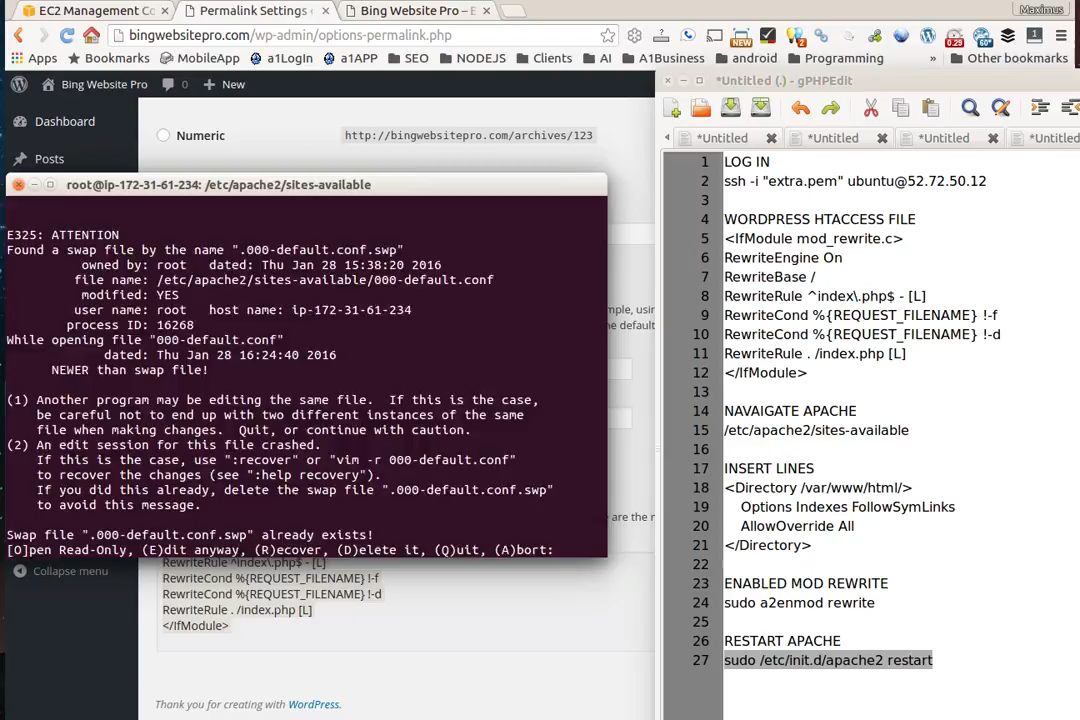 EC2 Management Co
Permalink Settings
Bing Website Pro – E
Maximus
bingwebsitepro.com/wp-admin/options-permalink.php
NEW
0.29
60
1
Apps
Bookmarks
MobileApp
a1LogIn
a1APP
SEO
NODEJS
Clients
AI
A1Business
android
Programming
»
Other bookmarks
Bing Website Pro
0
New
Dashboard
Posts
Numeric
http://bingwebsitepro.com/archives/123
root@ip-172-31-61-234: /etc/apache2/sites-available
E325: ATTENTION
Found a swap file by the name ".000-default.conf.swp"
owned by: root dated: Thu Jan 28 15:38:20 2016
file name: /etc/apache2/sites-available/000-default.conf
modified: YES
user name: root host name: ip-172-31-61-234
process ID: 16268
While opening file "000-default.conf"
dated: Thu Jan 28 16:24:40 2016
NEWER than swap file!
(1) Another program may be editing the same file. If this is the case,
be careful not to end up with two different instances of the same
file when making changes. Quit, or continue with caution.
(2) An edit session for this file crashed.
If this is the case, use ":recover" or "vim -r 000-default.conf"
to recover the changes (see ":help recovery").
If you did this already, delete the swap file ".000-default.conf.swp"
to avoid this message.
Swap file ".000-default.conf.swp" already exists!
[O]pen Read-Only, (E)dit anyway, (R)ecover, (D)elete it, (Q)uit, (A)bort:
mple, usin
he default
are the m
Collapse menu
RewriteRule ^index\.php$ - [L]
RewriteCond %{REQUEST_FILENAME} !-f
RewriteCond %{REQUEST_FILENAME} !-d
RewriteRule . /index.php [L]
</IfModule>
Thank you for creating with WordPress.
*Untitled (.) - gPHPEdit
*Untitled
*Untitled
*Untitled
*Untitled
1 LOG IN
2 ssh -i "extra.pem" ubuntu@52.72.50.12
3
4 WORDPRESS HTACCESS FILE
5 <IfModule mod_rewrite.c>
6 RewriteEngine On
7 RewriteBase /
8 RewriteRule ^index\.php$ - [L]
9 RewriteCond %{REQUEST_FILENAME} !-f
10 RewriteCond %{REQUEST_FILENAME} !-d
11 RewriteRule . /index.php [L]
12 </IfModule>
13
14 NAVAIGATE APACHE
15 /etc/apache2/sites-available
16
17 INSERT LINES
18 <Directory /var/www/html/>
19 Options Indexes FollowSymLinks
20 AllowOverride All
21 </Directory>
22
23 ENABLED MOD REWRITE
24 sudo a2enmod rewrite
25
26 RESTART APACHE
27 sudo /etc/init.d/apache2 restart